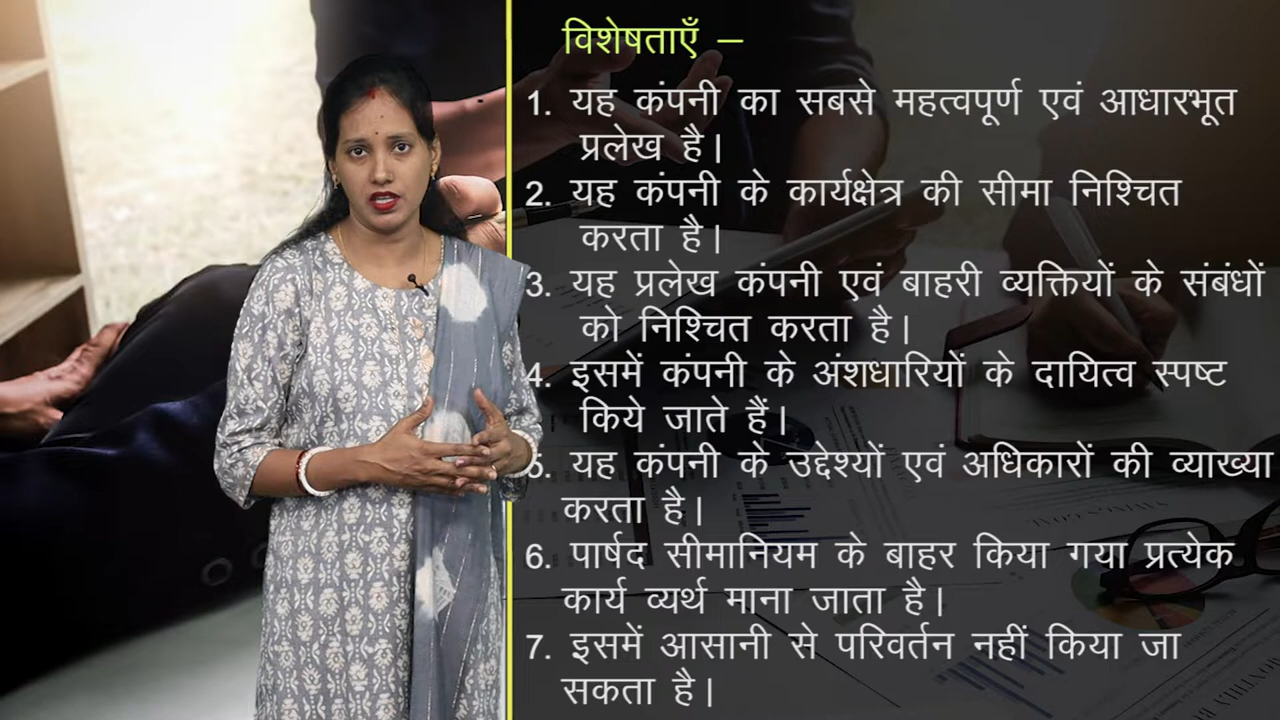 विशेषताएँ –
1. यह कंपनी का सबसे महत्वपूर्ण एवं आधारभूत
प्रलेख है।
2. यह कंपनी के कार्यक्षेत्र की सीमा निश्चित
करता है।
3. यह प्रलेख कंपनी एवं बाहरी व्यक्तियों के संबंधों
को निश्चित करता है।
4. इसमें कंपनी के अंशधारियों के दायित्व स्पष्ट
किये जाते हैं।
5. यह कंपनी के उद्देश्यों एवं अधिकारों की व्याख्या
करता है।
6. पार्षद सीमानियम के बाहर किया गया प्रत्येक
कार्य व्यर्थ माना जाता है।
7. इसमें आसानी से परिवर्तन नहीं किया जा
सकता है।